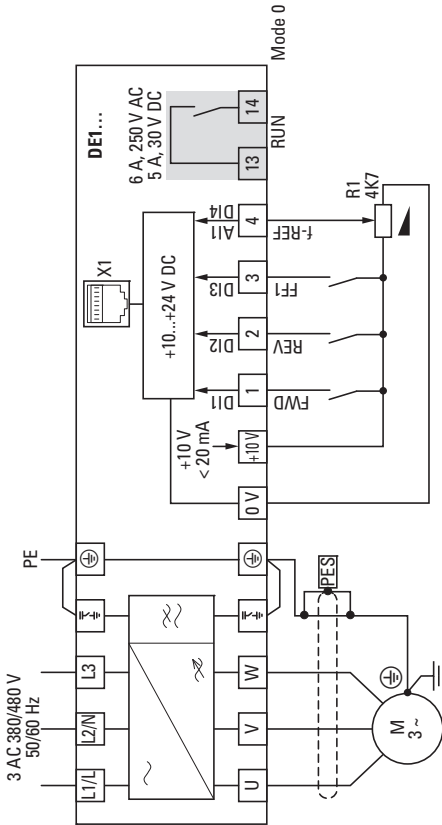 3 AC 380/480 V
50/60 Hz
PE
L1/L
L2/N
L3
U
V
W
PES
M
3 ~
X1
DE1...
+10...+24 V DC
6 A, 250 V AC
5 A, 30 V DC
+10 V
< 20 mA
DI1
DI2
DI3
AI1
DI4
0 V
+10 V
1
2
3
4
13
14
FWD
REV
FF1
f-REF
RUN
Mode 0
R1
4K7